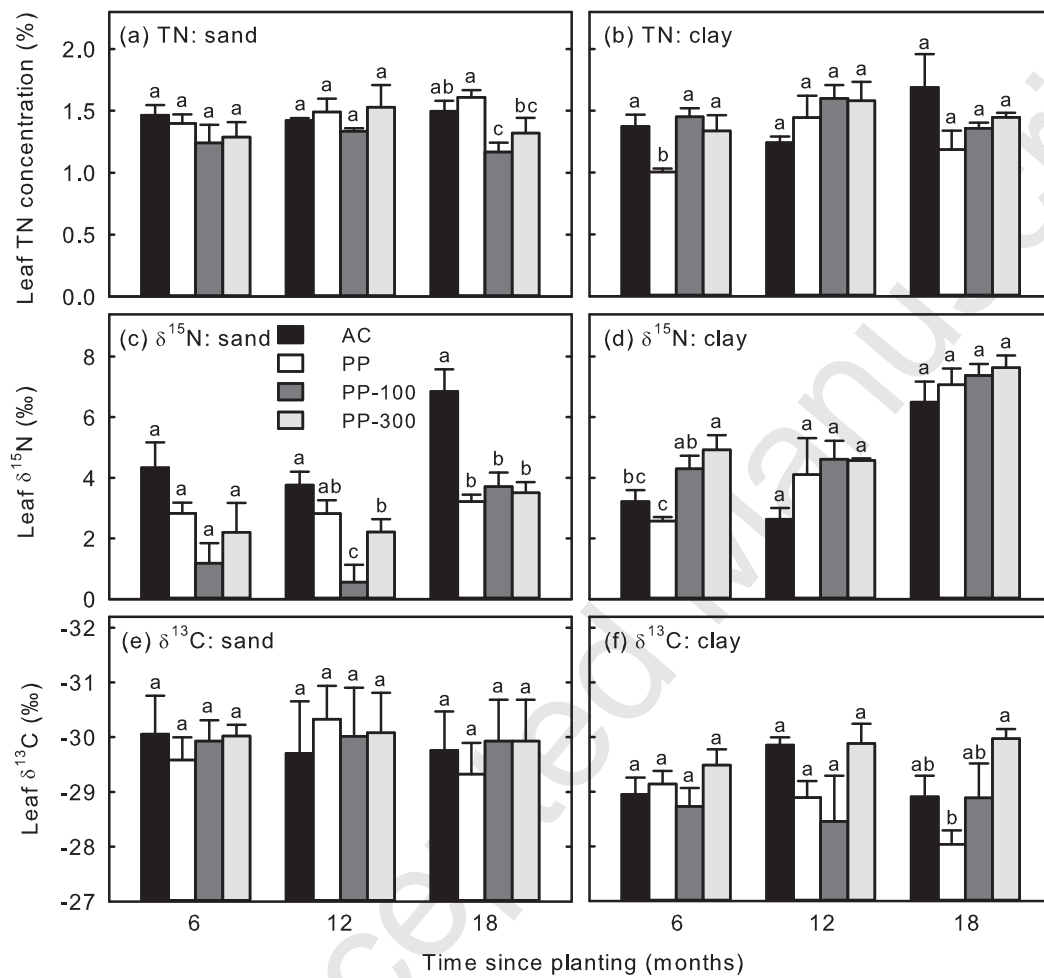 (a) TN: sand
(b) TN: clay
Leaf TN concentration (%)
2.0
1.5
1.0
0.5
0.0
a a a a
a a a a
ab a c bc
a b a a
a a a a
a a a a
(c) δ¹⁵N: sand
(d) δ¹⁵N: clay
AC
PP
PP-100
PP-300
Leaf δ¹⁵N (‰)
8
6
4
2
0
a a a a
a ab c b
a b b b
bc c ab a
a a a a
a a a a
(e) δ¹³C: sand
(f) δ¹³C: clay
Leaf δ¹³C (‰)
-32
-31
-30
-29
-28
-27
a a a a
a a a a
a a a a
a a a a
a a a a
ab b ab a
6 12 18
6 12 18
Time since planting (months)